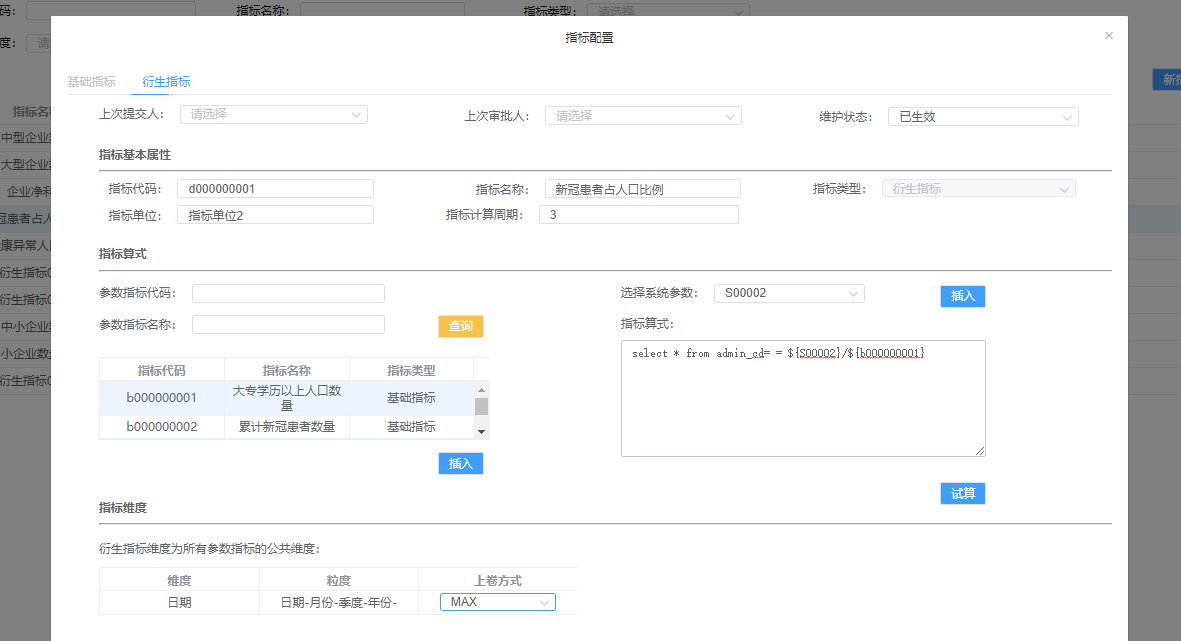 码: 指标名称: 指标类型: 请选择
度: 请
指标配置
基础指标 衍生指标
新
上次提交人: 请选择 上次审批人: 请选择 维护状态: 已生效
指标名
中型企业
大型企业
企业净利
冠患者占人
康异常人
衍生指标0
衍生指标0
中小企业
小企业数
衍生指标0
指标基本属性
指标代码: d000000001 指标名称: 新冠患者占人口比例 指标类型: 衍生指标
指标单位: 指标单位2 指标计算周期: 3
指标算式
参数指标代码: 选择系统参数: S00002 插入
参数指标名称: 查询 指标算式:
select * from admin_cd= = ${S00002}/${b000000001}
指标代码 指标名称 指标类型
b000000001 大专学历以上人口数量 基础指标
b000000002 累计新冠患者数量 基础指标
插入
试算
指标维度
衍生指标维度为所有参数指标的公共维度:
维度 粒度 上卷方式
日期 日期-月份-季度-年份- MAX